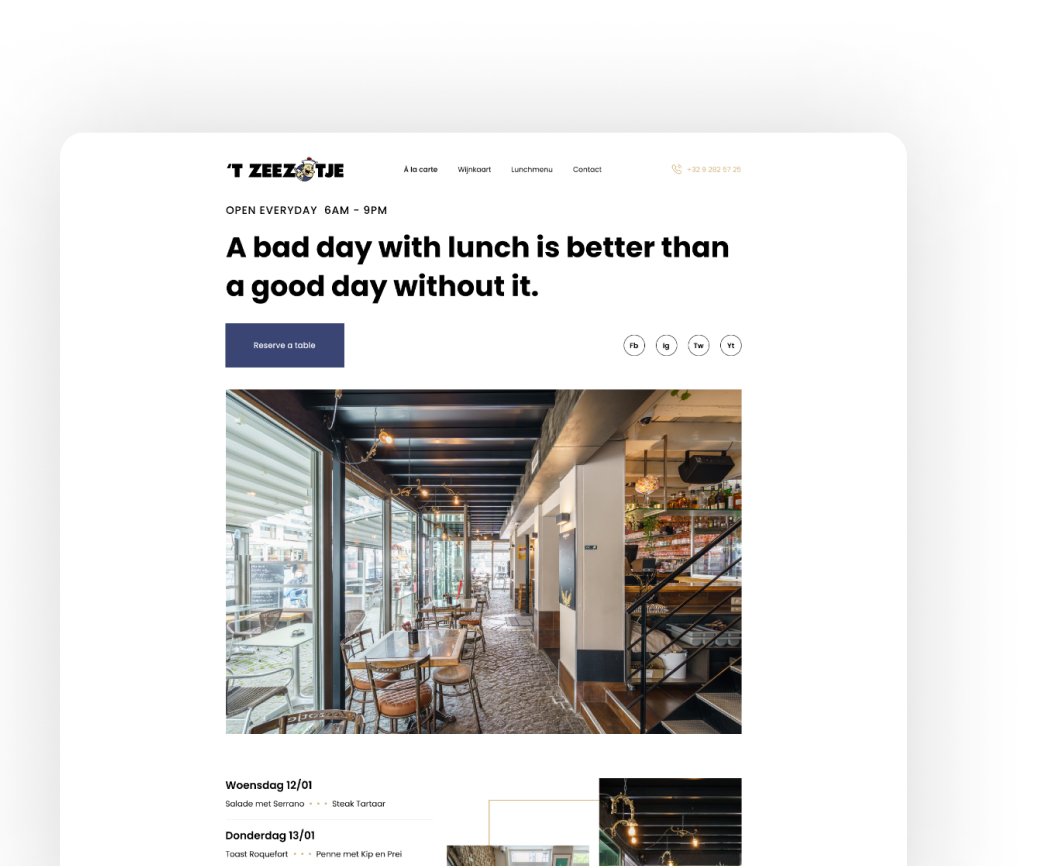 'T ZEEZOTJE
À la carte
Wijnkaart
Lunchmenu
Contact
+32 9 282 57 25
OPEN EVERYDAY 6AM - 9PM
A bad day with lunch is better than
a good day without it.
Reserve a table
Fb
Ig
Tw
Yt
Woensdag 12/01
Salade met Serrano • • • Steak Tartaar
Donderdag 13/01
Toast Roquefort • • • Penne met Kip en Prei